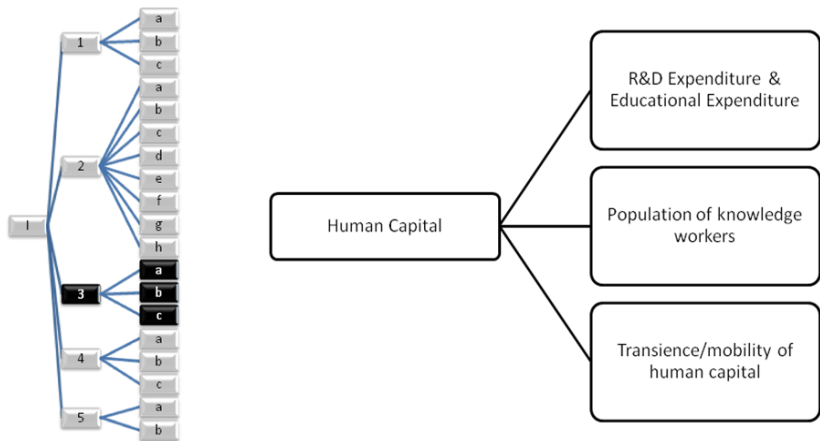 I
1
a
b
c
2
a
b
c
d
e
f
g
h
3
a
b
c
4
a
b
c
5
a
b
Human Capital
R&D Expenditure &
Educational Expenditure
Population of knowledge
workers
Transience/mobility of
human capital